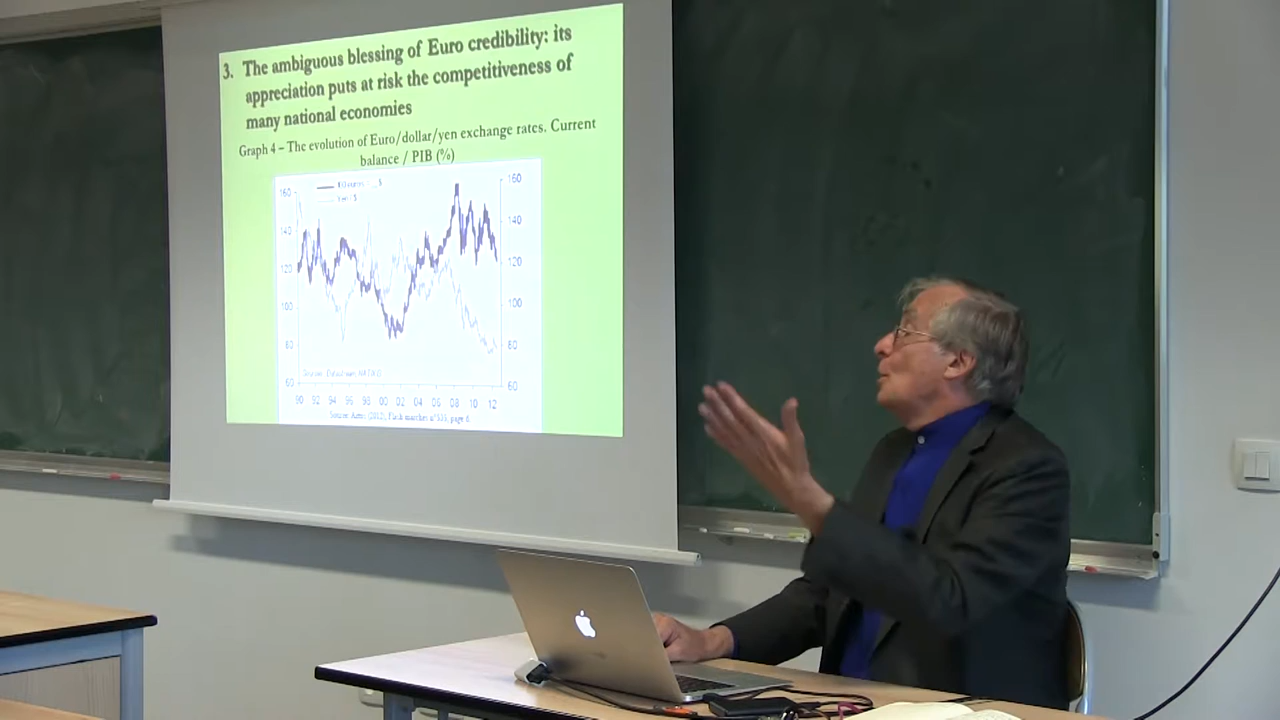 3. The ambiguous blessing of Euro credibility: its
appreciation puts at risk the competitiveness of
many national economies
Graph 4 – The evolution of Euro/dollar/yen exchange rates. Current
balance / PIB (%)
160 160
140 140
120 120
100 100
80 80
60 60
90 92 94 96 98 00 02 04 06 08 10 12
page 6.